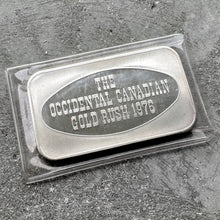 THE
OCCIDENTAL CANADIAN
GOLD RUSH 1976